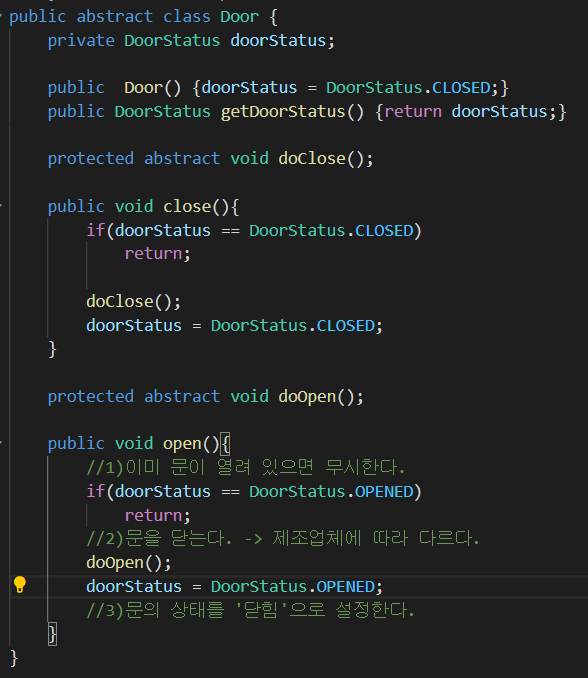 public abstract class Door {
private DoorStatus doorStatus;
public  Door() {doorStatus = DoorStatus.CLOSED;}
public DoorStatus getDoorStatus() {return doorStatus;}
protected abstract void doClose();
public void close(){
if(doorStatus == DoorStatus.CLOSED)
return;
doClose();
doorStatus = DoorStatus.CLOSED;
}
protected abstract void doOpen();
public void open(){
//1)이미 문이 열려 있으면 무시한다.
if(doorStatus == DoorStatus.OPENED)
return;
//2)문을 닫는다. -> 제조업체에 따라 다르다.
doOpen();
doorStatus = DoorStatus.OPENED;
//3)문의 상태를 '닫힘'으로 설정한다.
}
}